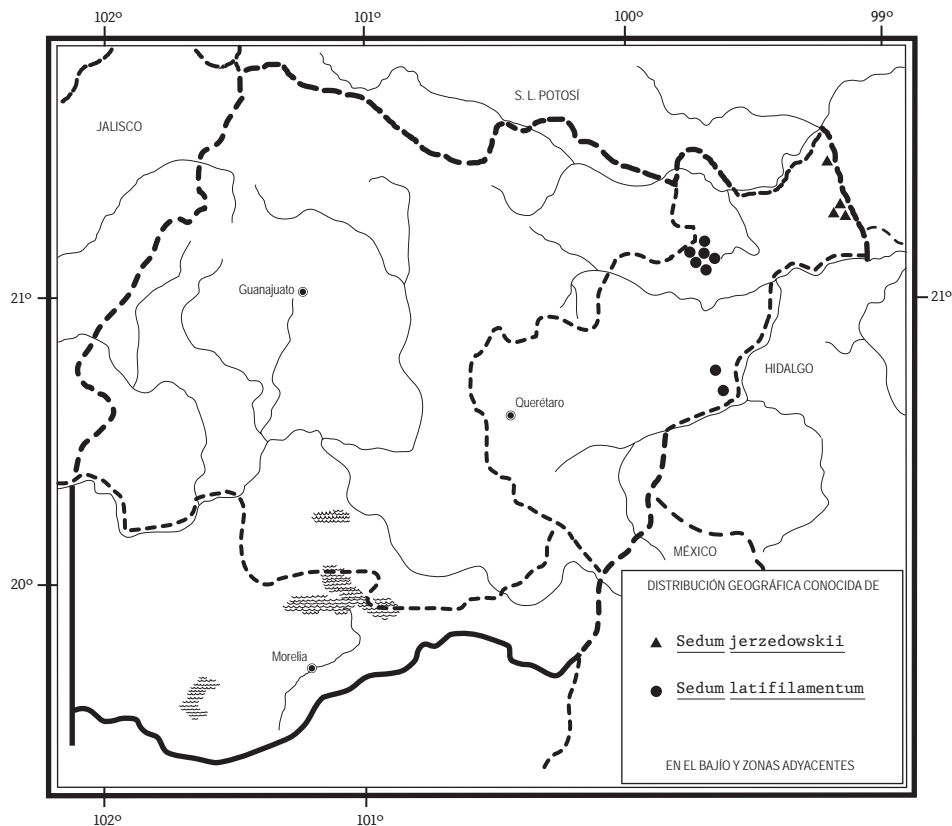 102º 101º 100º 99º
S. L. POTOSÍ
JALISCO
Guanajuato
21º 21º
HIDALGO
Querétaro
MÉXICO
20º
DISTRIBUCIÓN GEOGRÁFICA CONOCIDA DE
Sedum jerzedowskii
Morelia
Sedum latifilamentum
EN EL BAJÍO Y ZONAS ADYACENTES
102º 101º